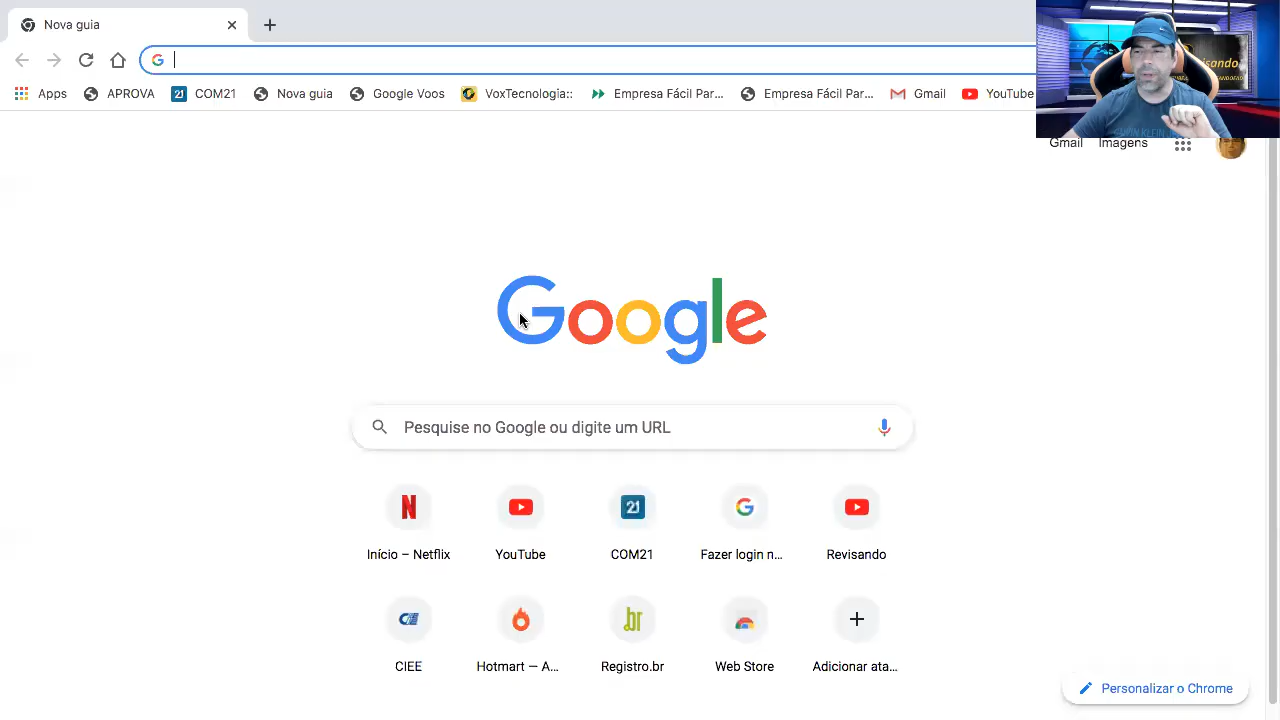 Nova guia
Apps APROVA COM21 Nova guia Google Voos VoxTecnologia:: Empresa Fácil Par... Empresa Fácil Par... Gmail YouTube
Gmail Imagens
Google
Pesquise no Google ou digite um URL
Início – Netflix YouTube COM21 Fazer login n... Revisando
CIEE Hotmart — A... Registro.br Web Store Adicionar ata...
Personalizar o Chrome